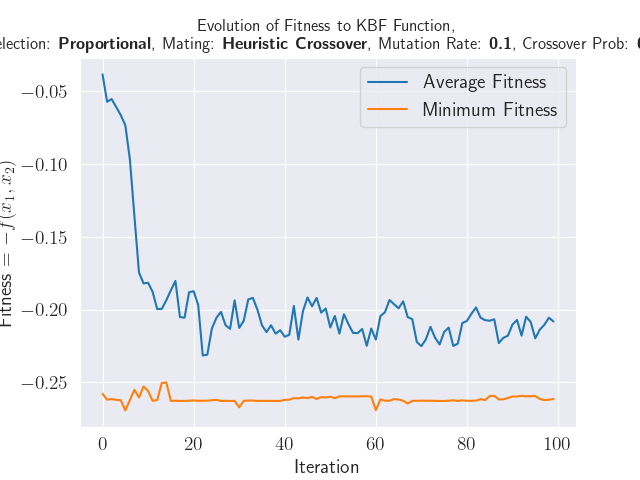 Evolution of Fitness to KBF Function,
Proportional, Mating: Heuristic Crossover, Mutation Rate: 0.1, Crossover Prob:
Average Fitness
Minimum Fitness
Fitness = −f(x₁, x₂)
−0.05
−0.10
−0.15
−0.20
−0.25
0 20 40 60 80 100
Iteration